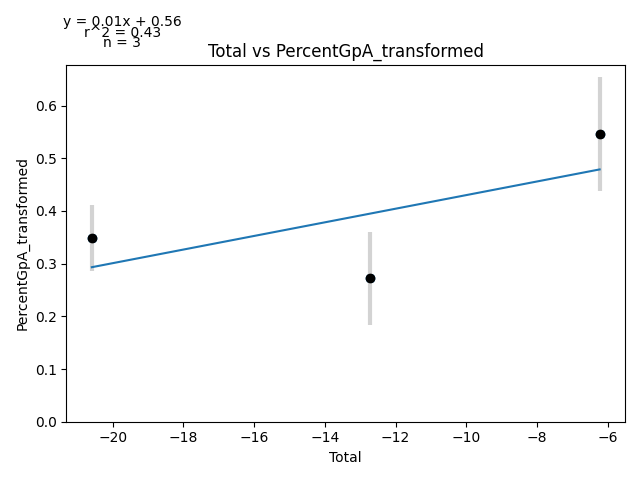 y = 0.01x + 0.56
r^2 = 0.43
n = 3
Total vs PercentGpA_transformed
PercentGpA_transformed
0.6
0.5
0.4
0.3
0.2
0.1
0.0
−20 −18 −16 −14 −12 −10 −8 −6
Total